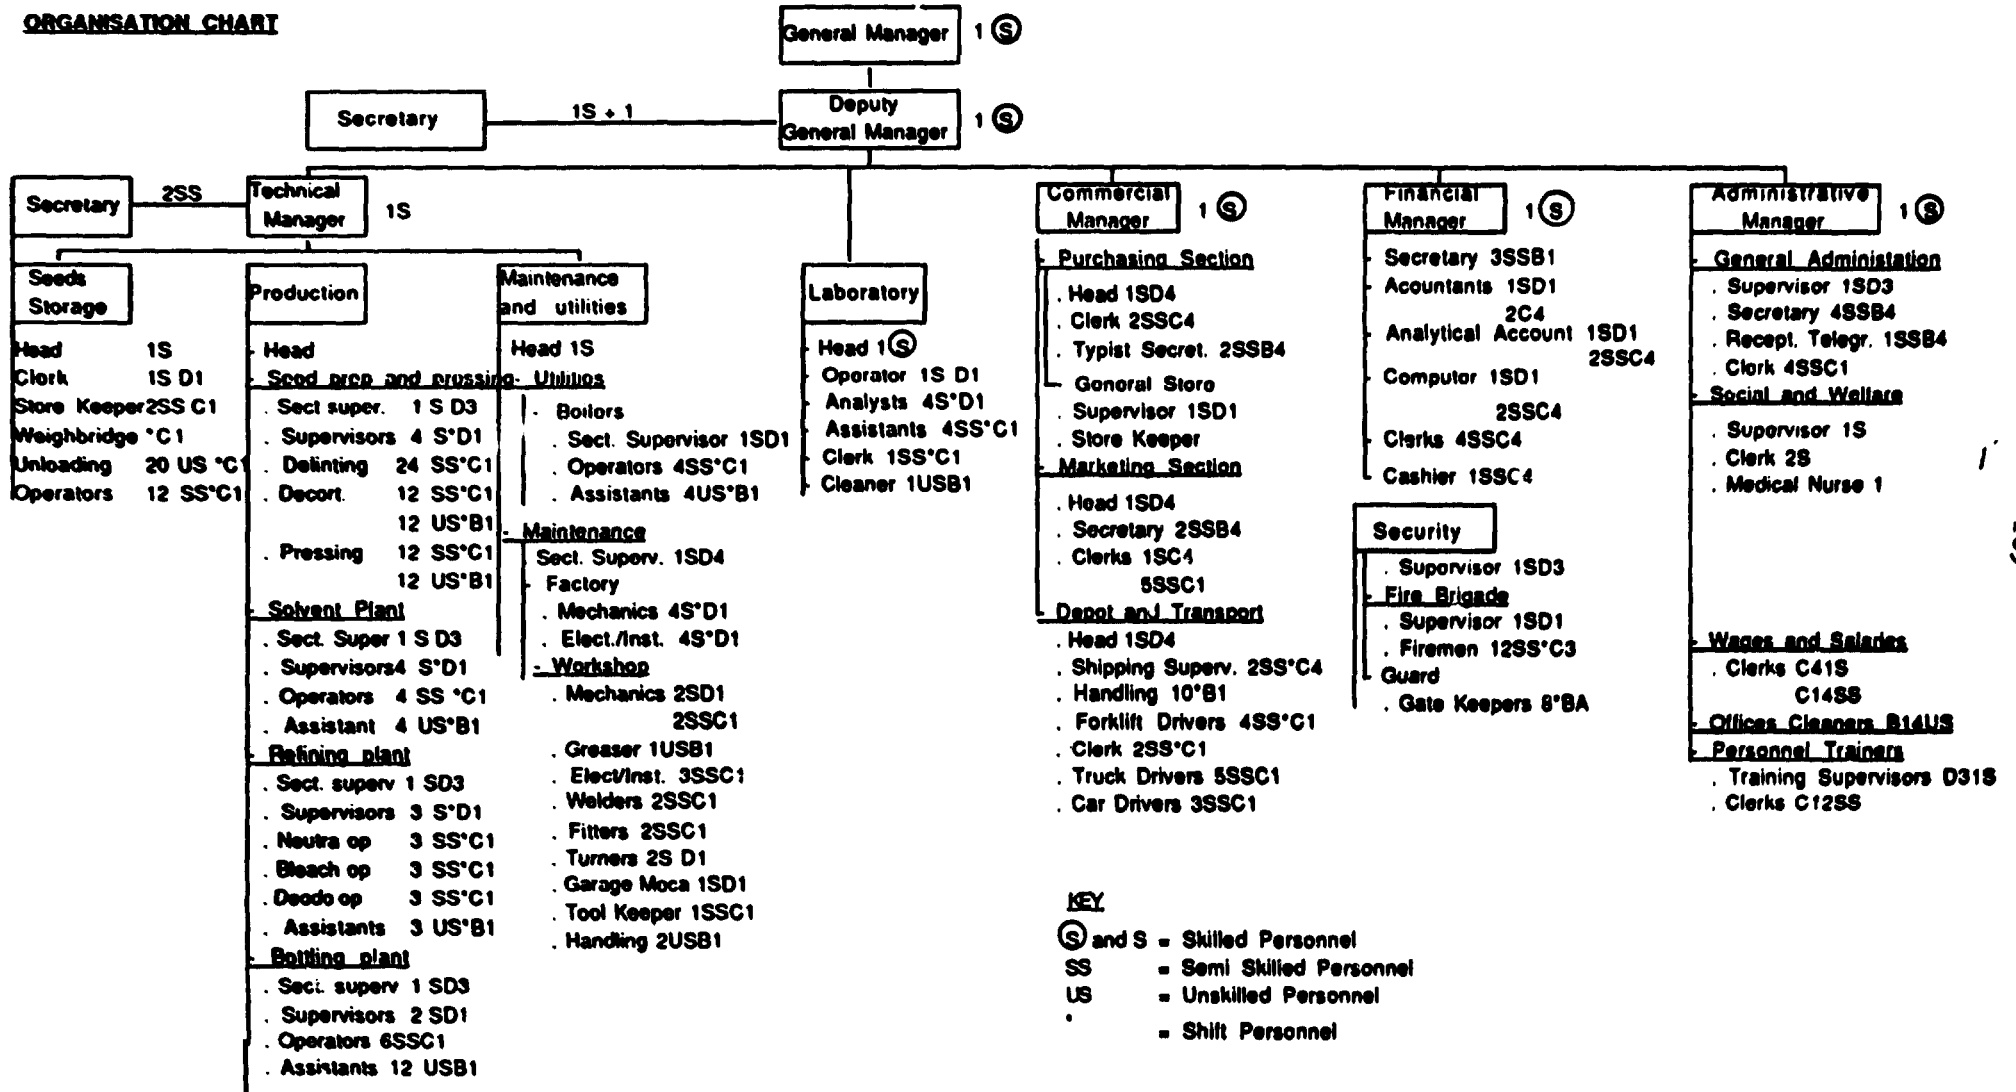 ORGANISATION CHART
General Manager 1 Ⓢ
Secretary 1S + 1
Deputy
General Manager 1 Ⓢ
Secretary 2SS
Technical
Manager 1S
Commercial
Manager 1 Ⓢ
Financial
Manager 1 Ⓢ
Administrative
Manager 1 Ⓢ
Seeds
Storage
Head 1S
Clork 1S D1
Store Keeper 2SS C1
Weighbridge *C1
Unloading 20 US *C1
Operators 12 SS*C1
Production
- Head
- Seed prep and prossing
. Sect super. 1 S D3
. Supervisors 4 S*D1
. Delinting 24 SS*C1
. Decort. 12 SS*C1
12 US*B1
. Pressing 12 SS*C1
12 US*B1
- Solvent Plant
. Sect. Super 1 S D3
. Supervisors4 S*D1
. Operators 4 SS *C1
. Assistant 4 US*B1
- Refining plant
. Sect. superv 1 SD3
. Supervisors 3 S*D1
. Neutra op 3 SS*C1
. Bleach op 3 SS*C1
. Deodo op 3 SS*C1
. Assistants 3 US*B1
- Bottling plant
. Sect. superv 1 SD3
. Supervisors 2 SD1
. Operators 6SSC1
. Assistants 12 USB1
Maintenance
and utilities
Head 1S
- Utilities
- Boilors
. Sect. Supervisor 1SD1
. Operators 4SS*C1
. Assistants 4US*B1
- Maintenance
Sect. Superv. 1SD4
- Factory
. Mechanics 4S*D1
. Elect./Inst. 4S*D1
- Workshop
. Mechanics 2SD1
2SSC1
. Greaser 1USB1
. Elect/Inst. 3SSC1
. Welders 2SSC1
. Fitters 2SSC1
. Turners 2S D1
. Garage Moca 1SD1
. Tool Keeper 1SSC1
. Handling 2USB1
Laboratory
- Head 1 Ⓢ
- Operator 1S D1
- Analysts 4S*D1
- Assistants 4SS*C1
- Clerk 1SS*C1
- Cleaner 1USB1
- Purchasing Section
. Head 1SD4
. Clerk 2SSC4
. Typist Secret. 2SSB4
- Gonoral Storo
. Supervisor 1SD1
. Store Keeper
- Marketing Section
. Head 1SD4
. Secretary 2SSB4
. Clerks 1SC4
5SSC1
- Depot and Transport
. Head 1SD4
. Shipping Superv. 2SS*C4
. Handling 10*B1
. Forklift Drivers 4SS*C1
. Clerk 2SS*C1
. Truck Drivers 5SSC1
. Car Drivers 3SSC1
- Secretary 3SSB1
- Acountants 1SD1
2C4
- Analytical Account 1SD1
2SSC4
- Computor 1SD1
2SSC4
- Clerks 4SSC4
- Cashier 1SSC4
Security
. Supervisor 1SD3
- Fire Brigade
. Supervisor 1SD1
. Firemen 12SS*C3
- Guard
. Gate Keepers 8*BA
- General Administation
. Supervisor 1SD3
. Secretary 4SSB4
. Recept. Telegr. 1SSB4
. Clerk 4SSC1
- Social and Welfare
. Supervisor 1S
. Clerk 2S
. Medical Nurse 1
- Wages and Salaries
. Clerks C41S
C14SS
- Offices Cleaners B14US
- Personnel Trainers
. Training Supervisors D31S
. Clerks C12SS
KEY
Ⓢ and S = Skilled Personnel
SS = Semi Skilled Personnel
US = Unskilled Personnel
* = Shift Personnel